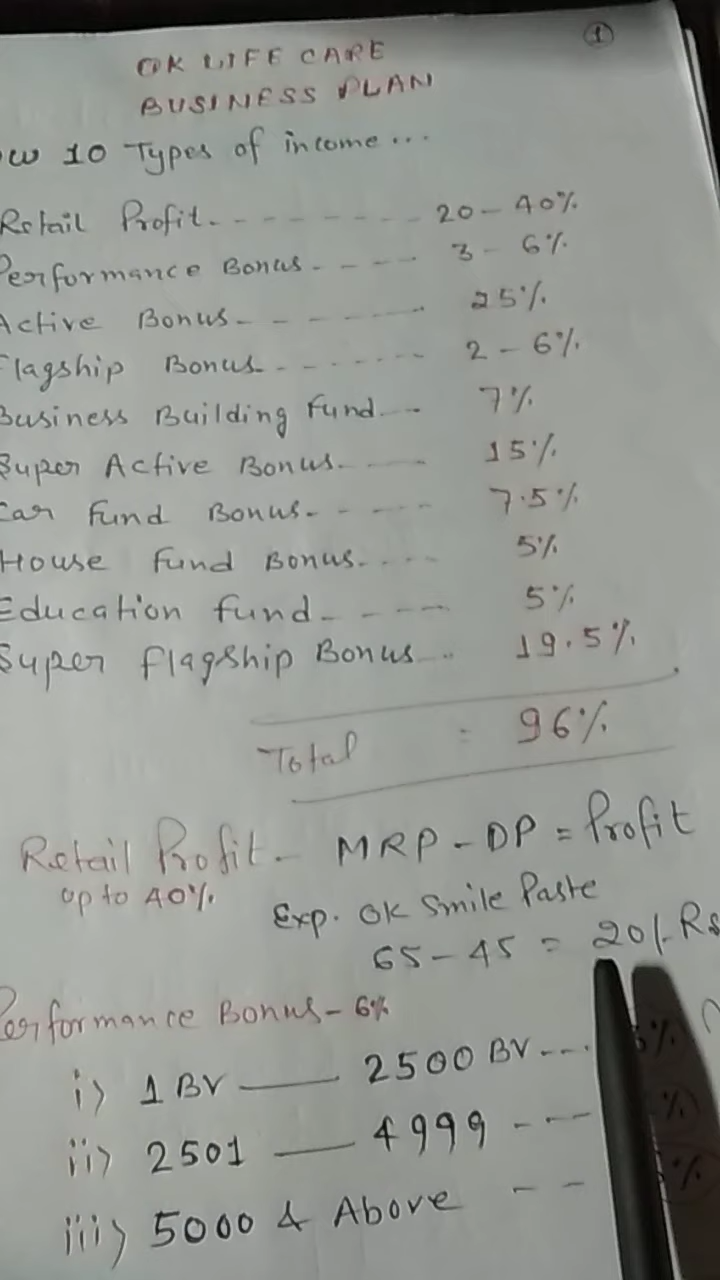 ①
OK LIFE CARE
BUSINESS PLAN
ow 10 Types of income...
Retail Profit - - - - - - - - 20 - 40%
Performance Bonus - - - - - 3 - 6%
Active Bonus - - - - - - - - 25%
Flagship Bonus - - - - - - - 2 - 6%
Business Building Fund - - - 7%
Super Active Bonus - - - - 15%
Car Fund Bonus - - - - - 7.5%
House Fund Bonus - - - - 5%
Education fund - - - - - 5%
Super flagship Bonus - - 19.5%
Total : 96%
Retail Profit - MRP - DP = Profit
up to 40%
Exp. OK Smile Paste
65 - 45 = 20/- Rs
Performance Bonus - 6%
i) 1 BV — 2500 BV - - - %
ii) 2501 — 4999 - - - %
iii) 5000 & Above - - %